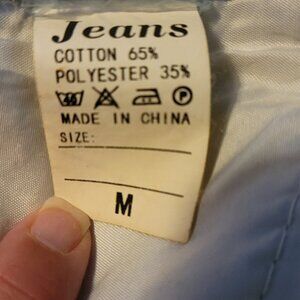 Jeans
COTTON 65%
POLYESTER 35%
MADE IN CHINA
SIZE:
M